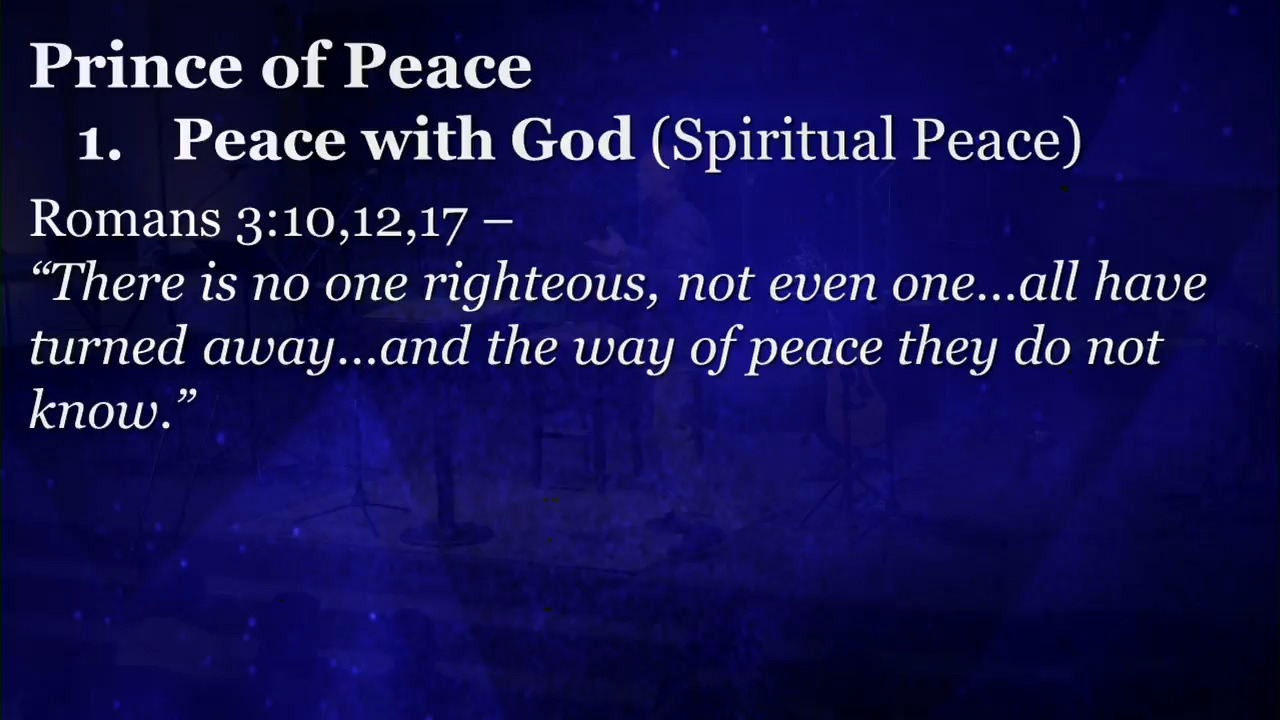 Prince of Peace
1. Peace with God (Spiritual Peace)
Romans 3:10,12,17 –
“There is no one righteous, not even one...all have
turned away...and the way of peace they do not
know.”